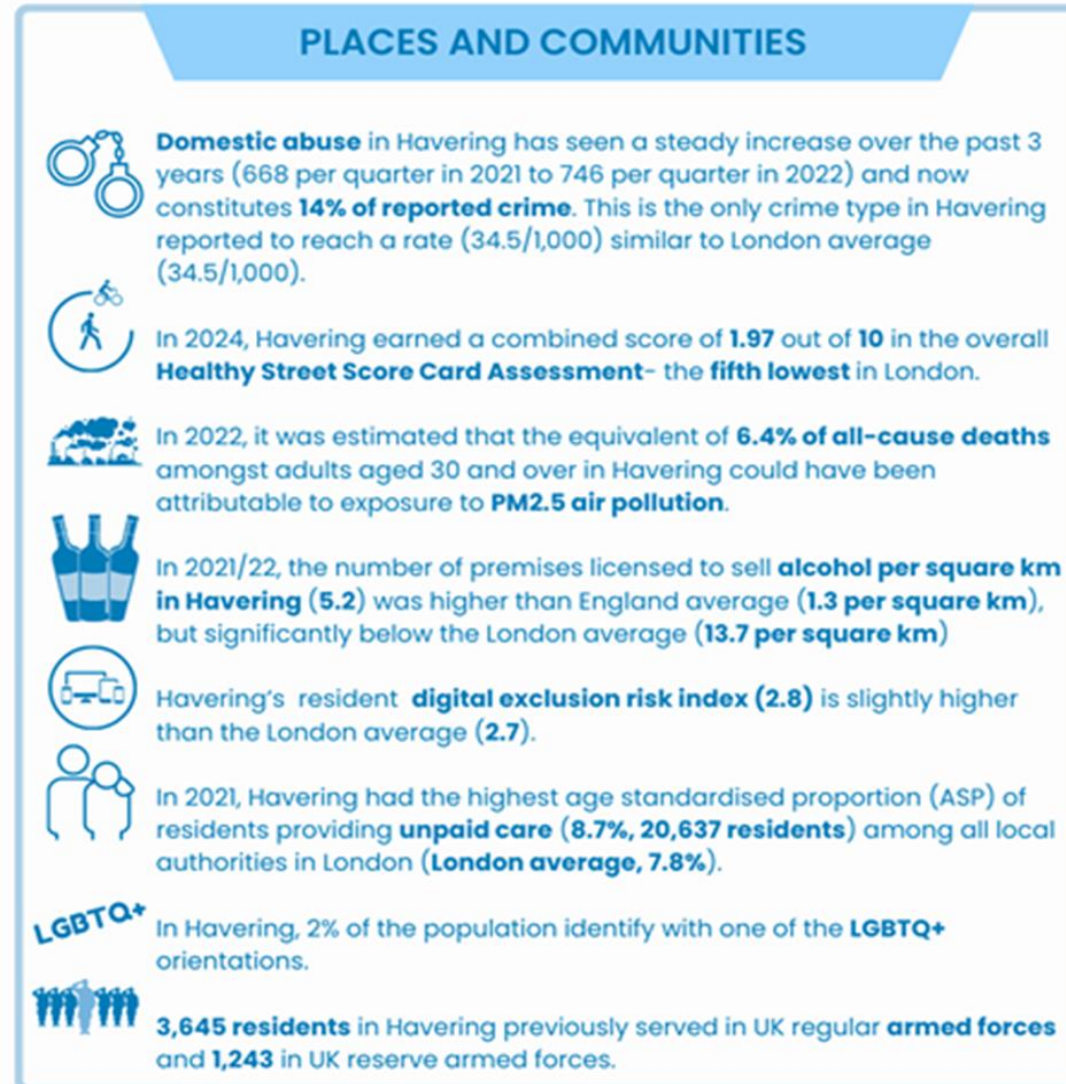 PLACES AND COMMUNITIES
Domestic abuse in Havering has seen a steady increase over the past 3
years (668 per quarter in 2021 to 746 per quarter in 2022) and now
constitutes 14% of reported crime. This is the only crime type in Havering
reported to reach a rate (34.5/1,000) similar to London average
(34.5/1,000).
In 2024, Havering earned a combined score of 1.97 out of 10 in the overall
Healthy Street Score Card Assessment- the fifth lowest in London.
In 2022, it was estimated that the equivalent of 6.4% of all-cause deaths
amongst adults aged 30 and over in Havering could have been
attributable to exposure to PM2.5 air pollution.
In 2021/22, the number of premises licensed to sell alcohol per square km
in Havering (5.2) was higher than England average (1.3 per square km),
but significantly below the London average (13.7 per square km)
Havering's resident digital exclusion risk index (2.8) is slightly higher
than the London average (2.7).
In 2021, Havering had the highest age standardised proportion (ASP) of
residents providing unpaid care (8.7%, 20,637 residents) among all local
authorities in London (London average, 7.8%).
LGBTQ+
In Havering, 2% of the population identify with one of the LGBTQ+
orientations.
3,645 residents in Havering previously served in UK regular armed forces
and 1,243 in UK reserve armed forces.